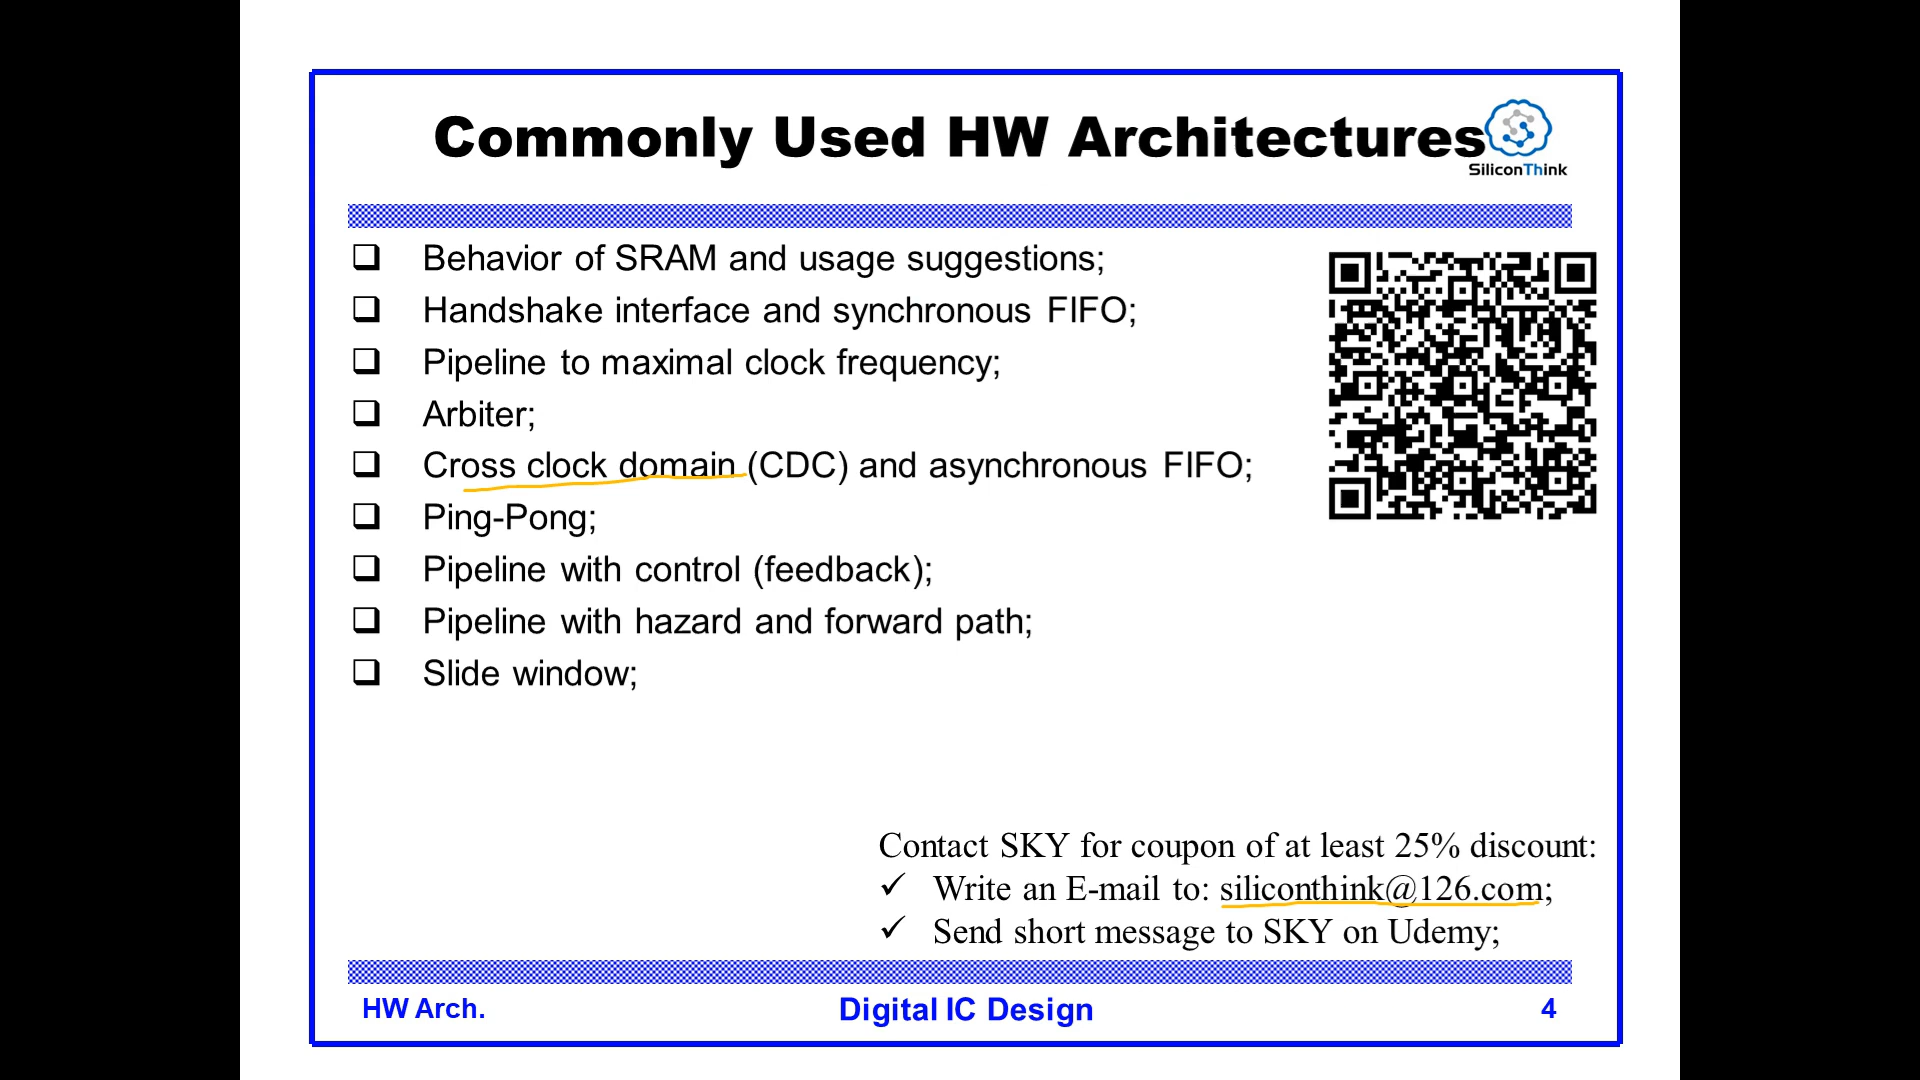 Commonly Used HW Architectures
SiliconThink
Behavior of SRAM and usage suggestions;
Handshake interface and synchronous FIFO;
Pipeline to maximal clock frequency;
Arbiter;
Cross clock domain (CDC) and asynchronous FIFO;
Ping-Pong;
Pipeline with control (feedback);
Pipeline with hazard and forward path;
Slide window;
Contact SKY for coupon of at least 25% discount:
Write an E-mail to: siliconthink@126.com;
Send short message to SKY on Udemy;
HW Arch.
Digital IC Design
4